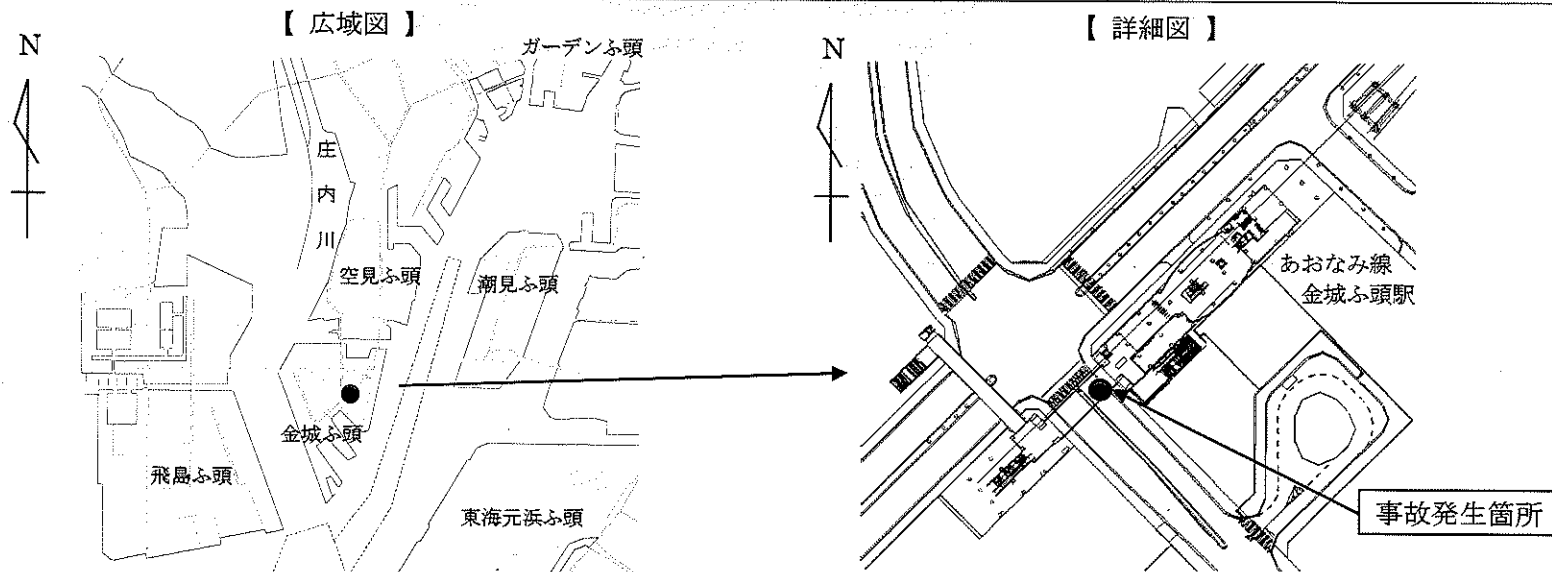 【 広域図 】
N
ガーデンふ頭
庄内川
空見ふ頭
潮見ふ頭
金城ふ頭
飛島ふ頭
東海元浜ふ頭
【 詳細図 】
N
あおなみ線
金城ふ頭駅
事故発生箇所